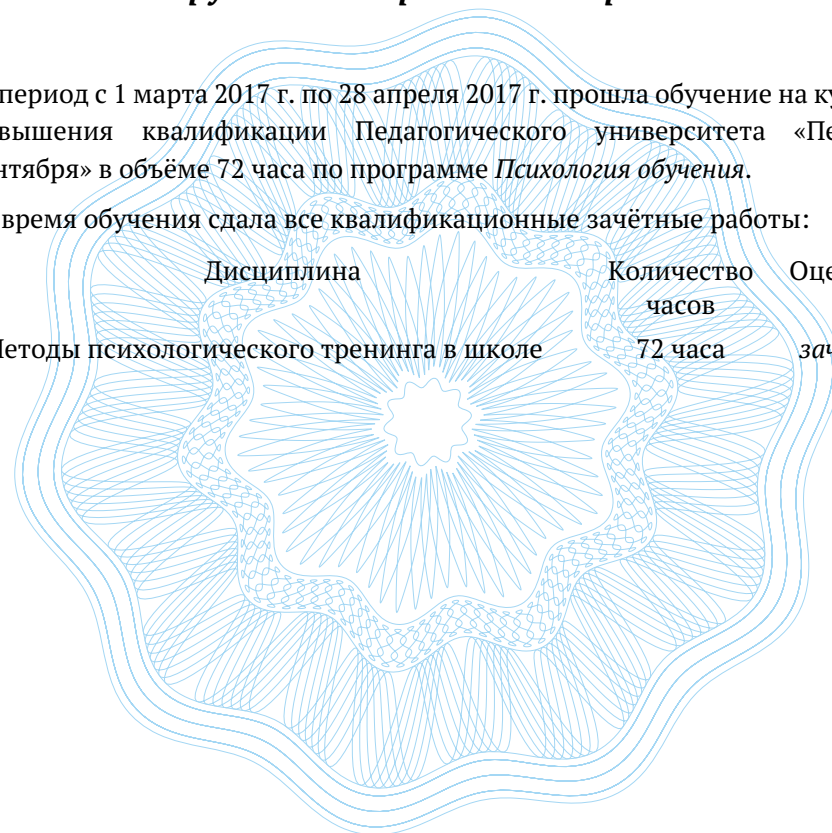 период с 1 марта 2017 г. по 28 апреля 2017 г. прошла обучение на ку
вышения квалификации Педагогического университета «Пе
нтября» в объёме 72 часа по программе Психология обучения.
время обучения сдала все квалификационные зачётные работы:
Дисциплина Количество Оце
часов
Методы психологического тренинга в школе 72 часа зач